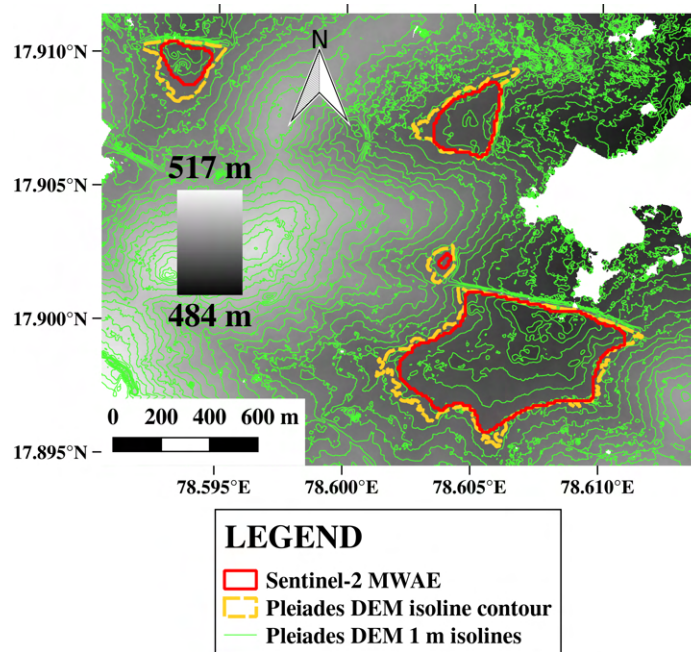 17.910°N
N
17.905°N
517 m
17.900°N
484 m
0 200 400 600 m
17.895°N
78.595°E 78.600°E 78.605°E 78.610°E
LEGEND
Sentinel-2 MWAE
Pleiades DEM isoline contour
Pleiades DEM 1 m isolines